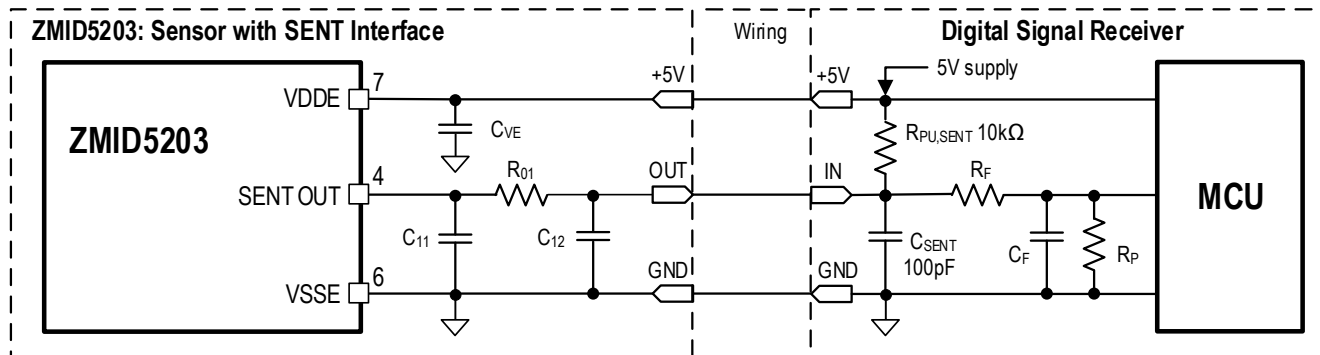 ZMID5203: Sensor with SENT Interface
Wiring
Digital Signal Receiver
ZMID5203
VDDE
7
CVE
+5V
+5V
5V supply
RPU,SENT 10kΩ
SENT OUT
4
R01
OUT
IN
RF
MCU
C11
C12
CSENT
100pF
CF
RP
VSSE
6
GND
GND